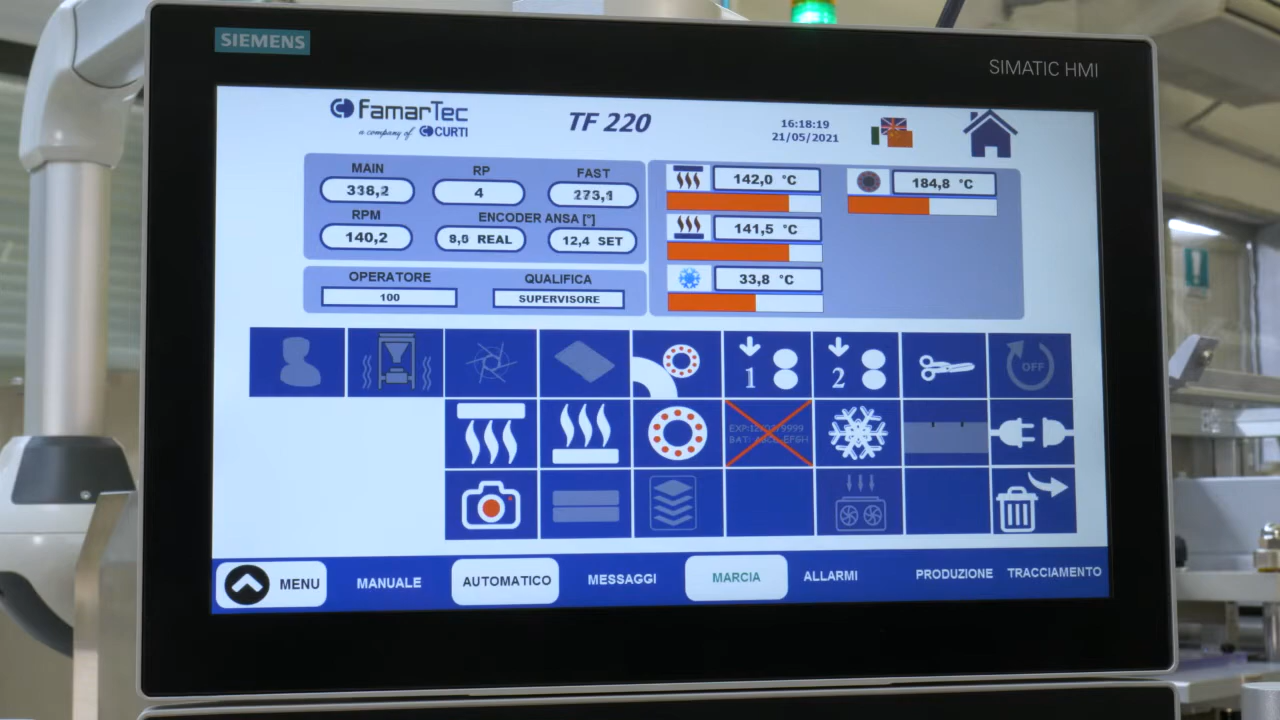 SIEMENS
SIMATIC HMI
FamarTec
a company of CURTI
TF 220
16:18:19
21/05/2021
MAIN
RP
FAST
338,2
4
273,1
RPM
ENCODER ANSA [°]
140,2
REAL
12,4 SET
OPERATORE
QUALIFICA
100
SUPERVISORE
142,0 °C
184,8 °C
141,5 °C
33,8 °C
1
2
OFF
MENU
MANUALE
AUTOMATICO
MESSAGGI
MARCIA
ALLARMI
PRODUZIONE
TRACCIAMENTO